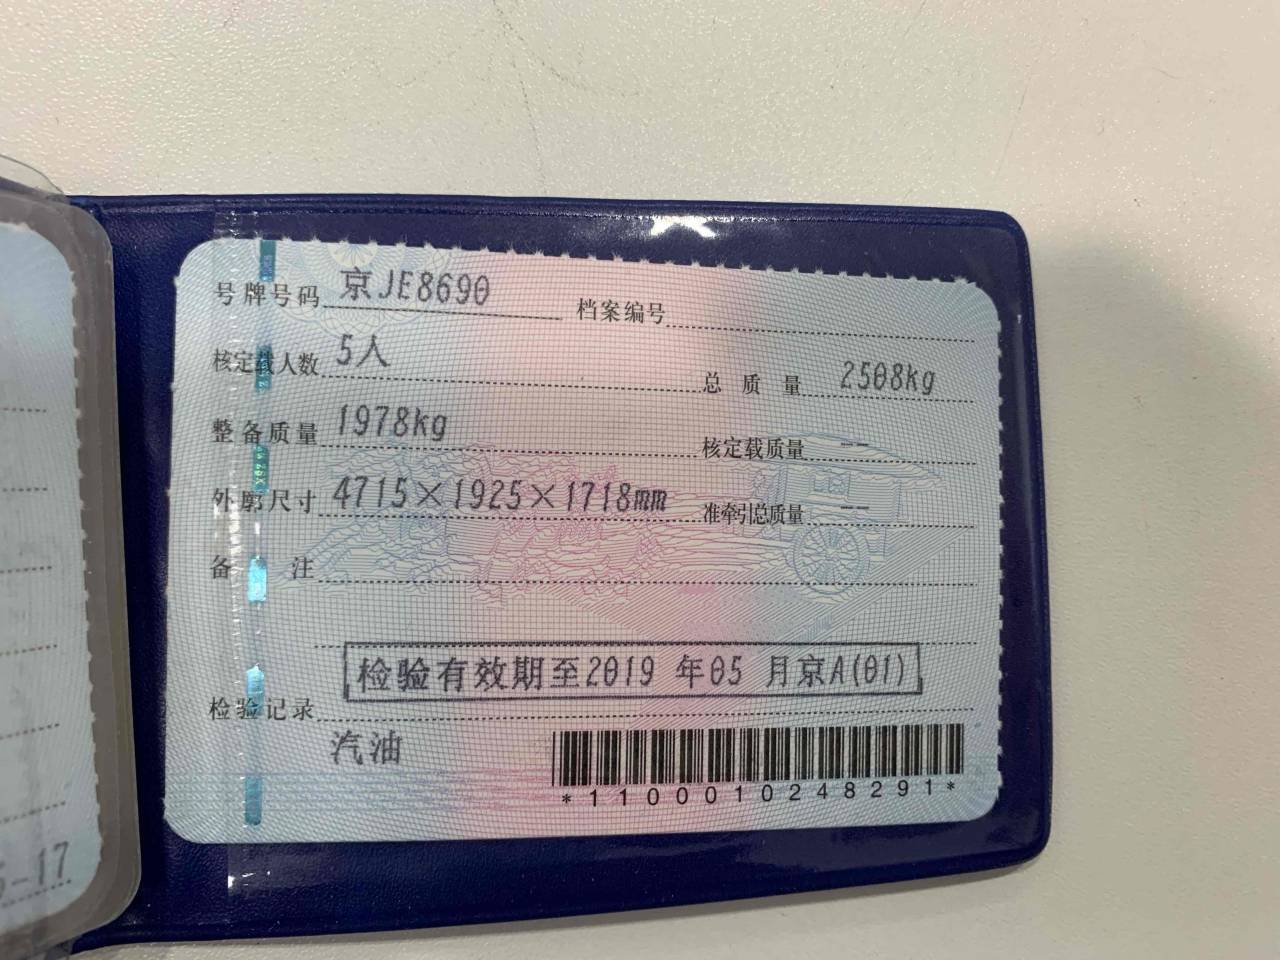 号牌号码 京JE8690 档案编号
核定载人数 5人 总质量 2508kg
整备质量 1978kg 核定载质量 --
外廓尺寸 4715×1925×1718mm 准牵引总质量 --
备注
检验有效期至2019 年05 月京A(01)
检验记录
汽油
*1100010248291*
-17